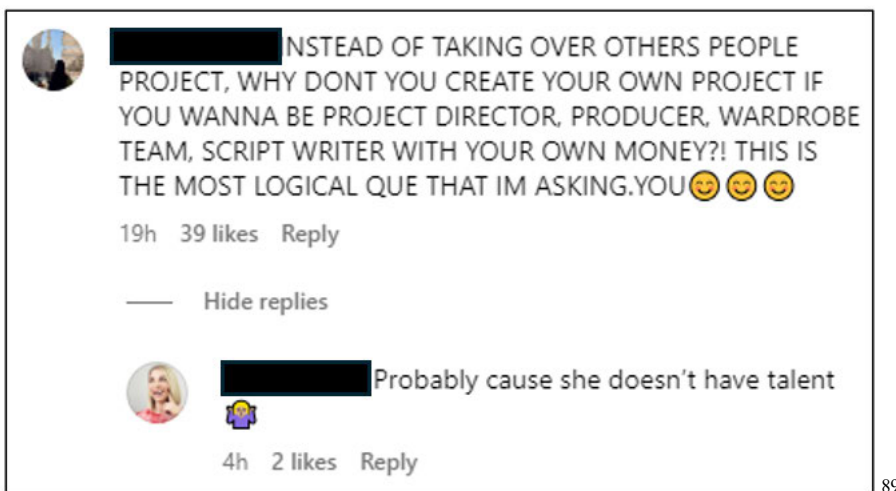 INSTEAD OF TAKING OVER OTHERS PEOPLE
PROJECT, WHY DONT YOU CREATE YOUR OWN PROJECT IF
YOU WANNA BE PROJECT DIRECTOR, PRODUCER, WARDROBE
TEAM, SCRIPT WRITER WITH YOUR OWN MONEY?! THIS IS
THE MOST LOGICAL QUE THAT IM ASKING.YOU😊😊😊
19h 39 likes Reply
Hide replies
Probably cause she doesn't have talent
🤷‍♀️
4h 2 likes Reply